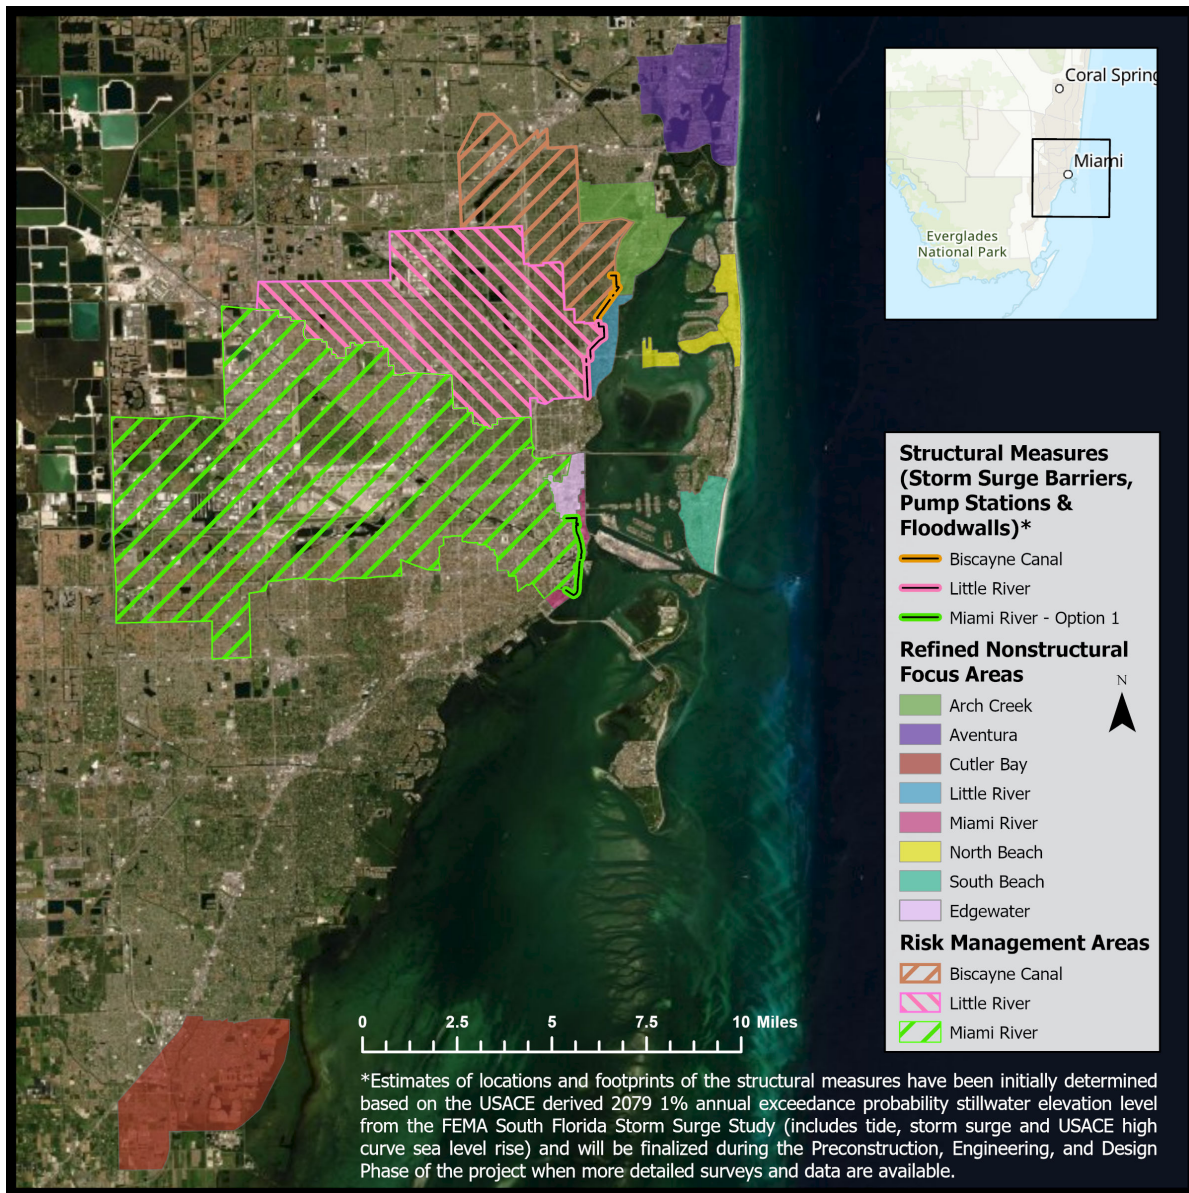 Coral Spring
Miami
Everglades
National Park
Structural Measures
(Storm Surge Barriers,
Pump Stations &
Floodwalls)*
Biscayne Canal
Little River
Miami River - Option 1
Refined Nonstructural
Focus Areas
N
Arch Creek
Aventura
Cutler Bay
Little River
Miami River
North Beach
South Beach
Edgewater
Risk Management Areas
Biscayne Canal
Little River
Miami River
0 2.5 5 7.5 10 Miles
*Estimates of locations and footprints of the structural measures have been initially determined
based on the USACE derived 2079 1% annual exceedance probability stillwater elevation level
from the FEMA South Florida Storm Surge Study (includes tide, storm surge and USACE high
curve sea level rise) and will be finalized during the Preconstruction, Engineering, and Design
Phase of the project when more detailed surveys and data are available.